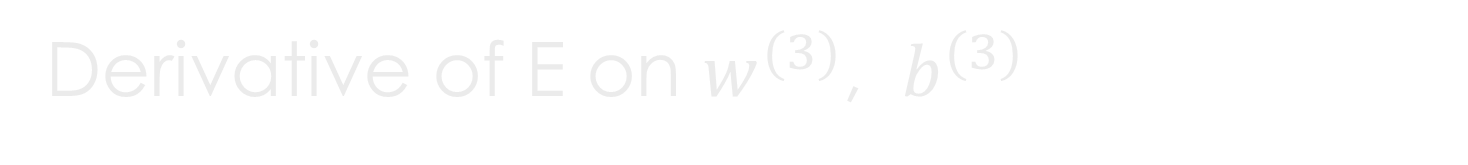 Derivative of E on w⁽³⁾, b⁽³⁾